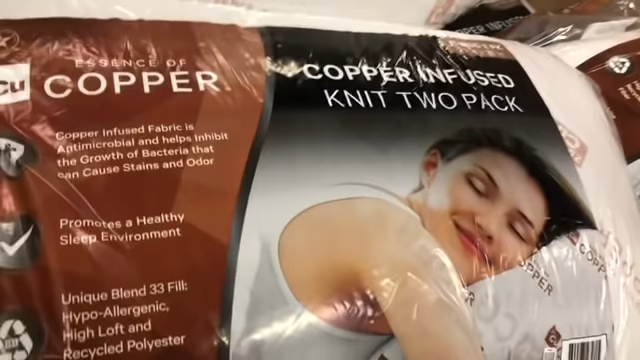 ESSENCE OF
Cu COPPER
COPPER INFUSED
KNIT TWO PACK
Copper Infused Fabric is
Antimicrobial and helps Inhibit
the Growth of Bacteria that
can Cause Stains and Odor
Promotes a Healthy
Sleep Environment
Unique Blend 33 Fill:
Hypo-Allergenic,
High Loft and
Recycled Polyester
COPPER
COPP